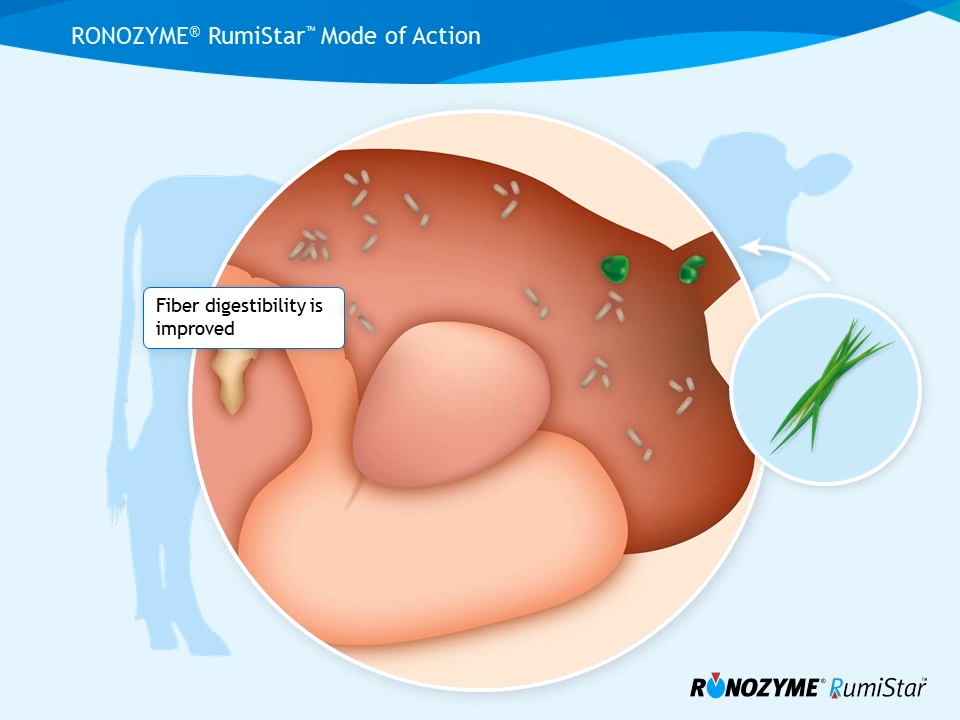 RONOZYME® RumiStar™ Mode of Action
Fiber digestibility is
improved
RONOZYME® RumiStar™